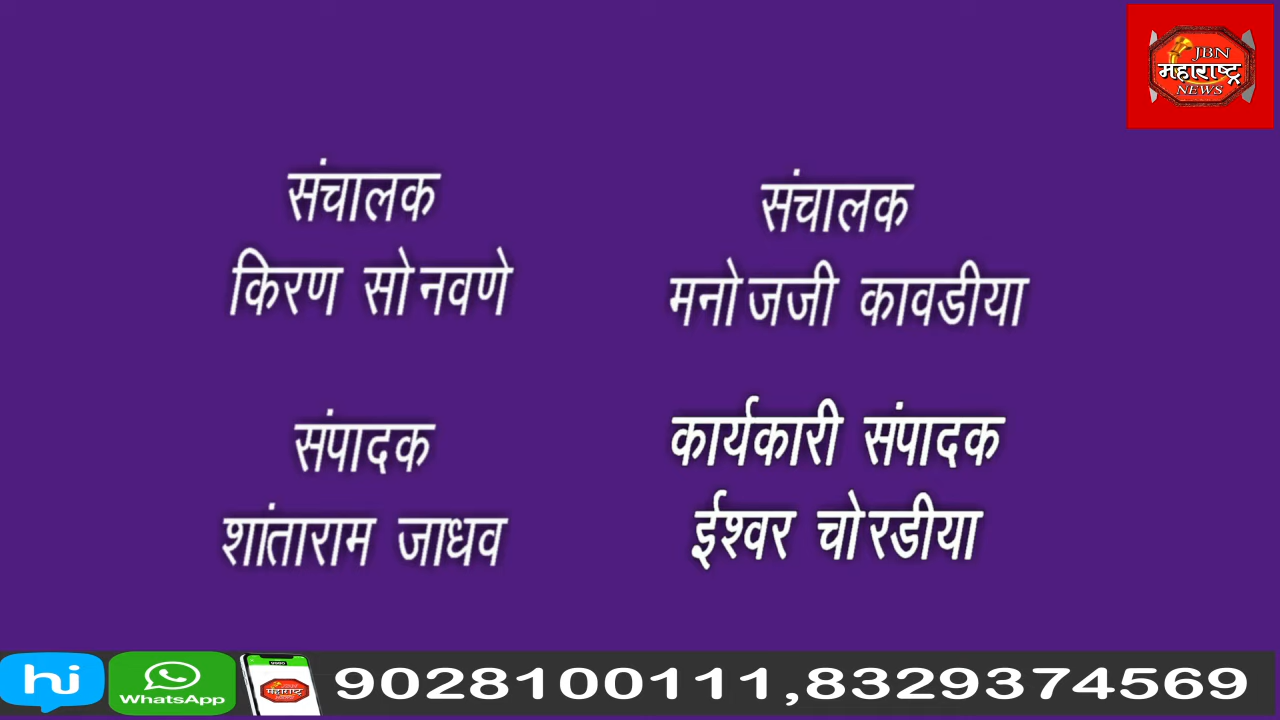 JBN
महाराष्ट्र
NEWS
संचालक
किरण सोनवणे
संचालक
मनोजजी कावडीया
संपादक
शांताराम जाधव
कार्यकारी संपादक
ईश्वर चोरडीया
hi
WhatsApp
महाराष्ट्र
9028100111,8329374569